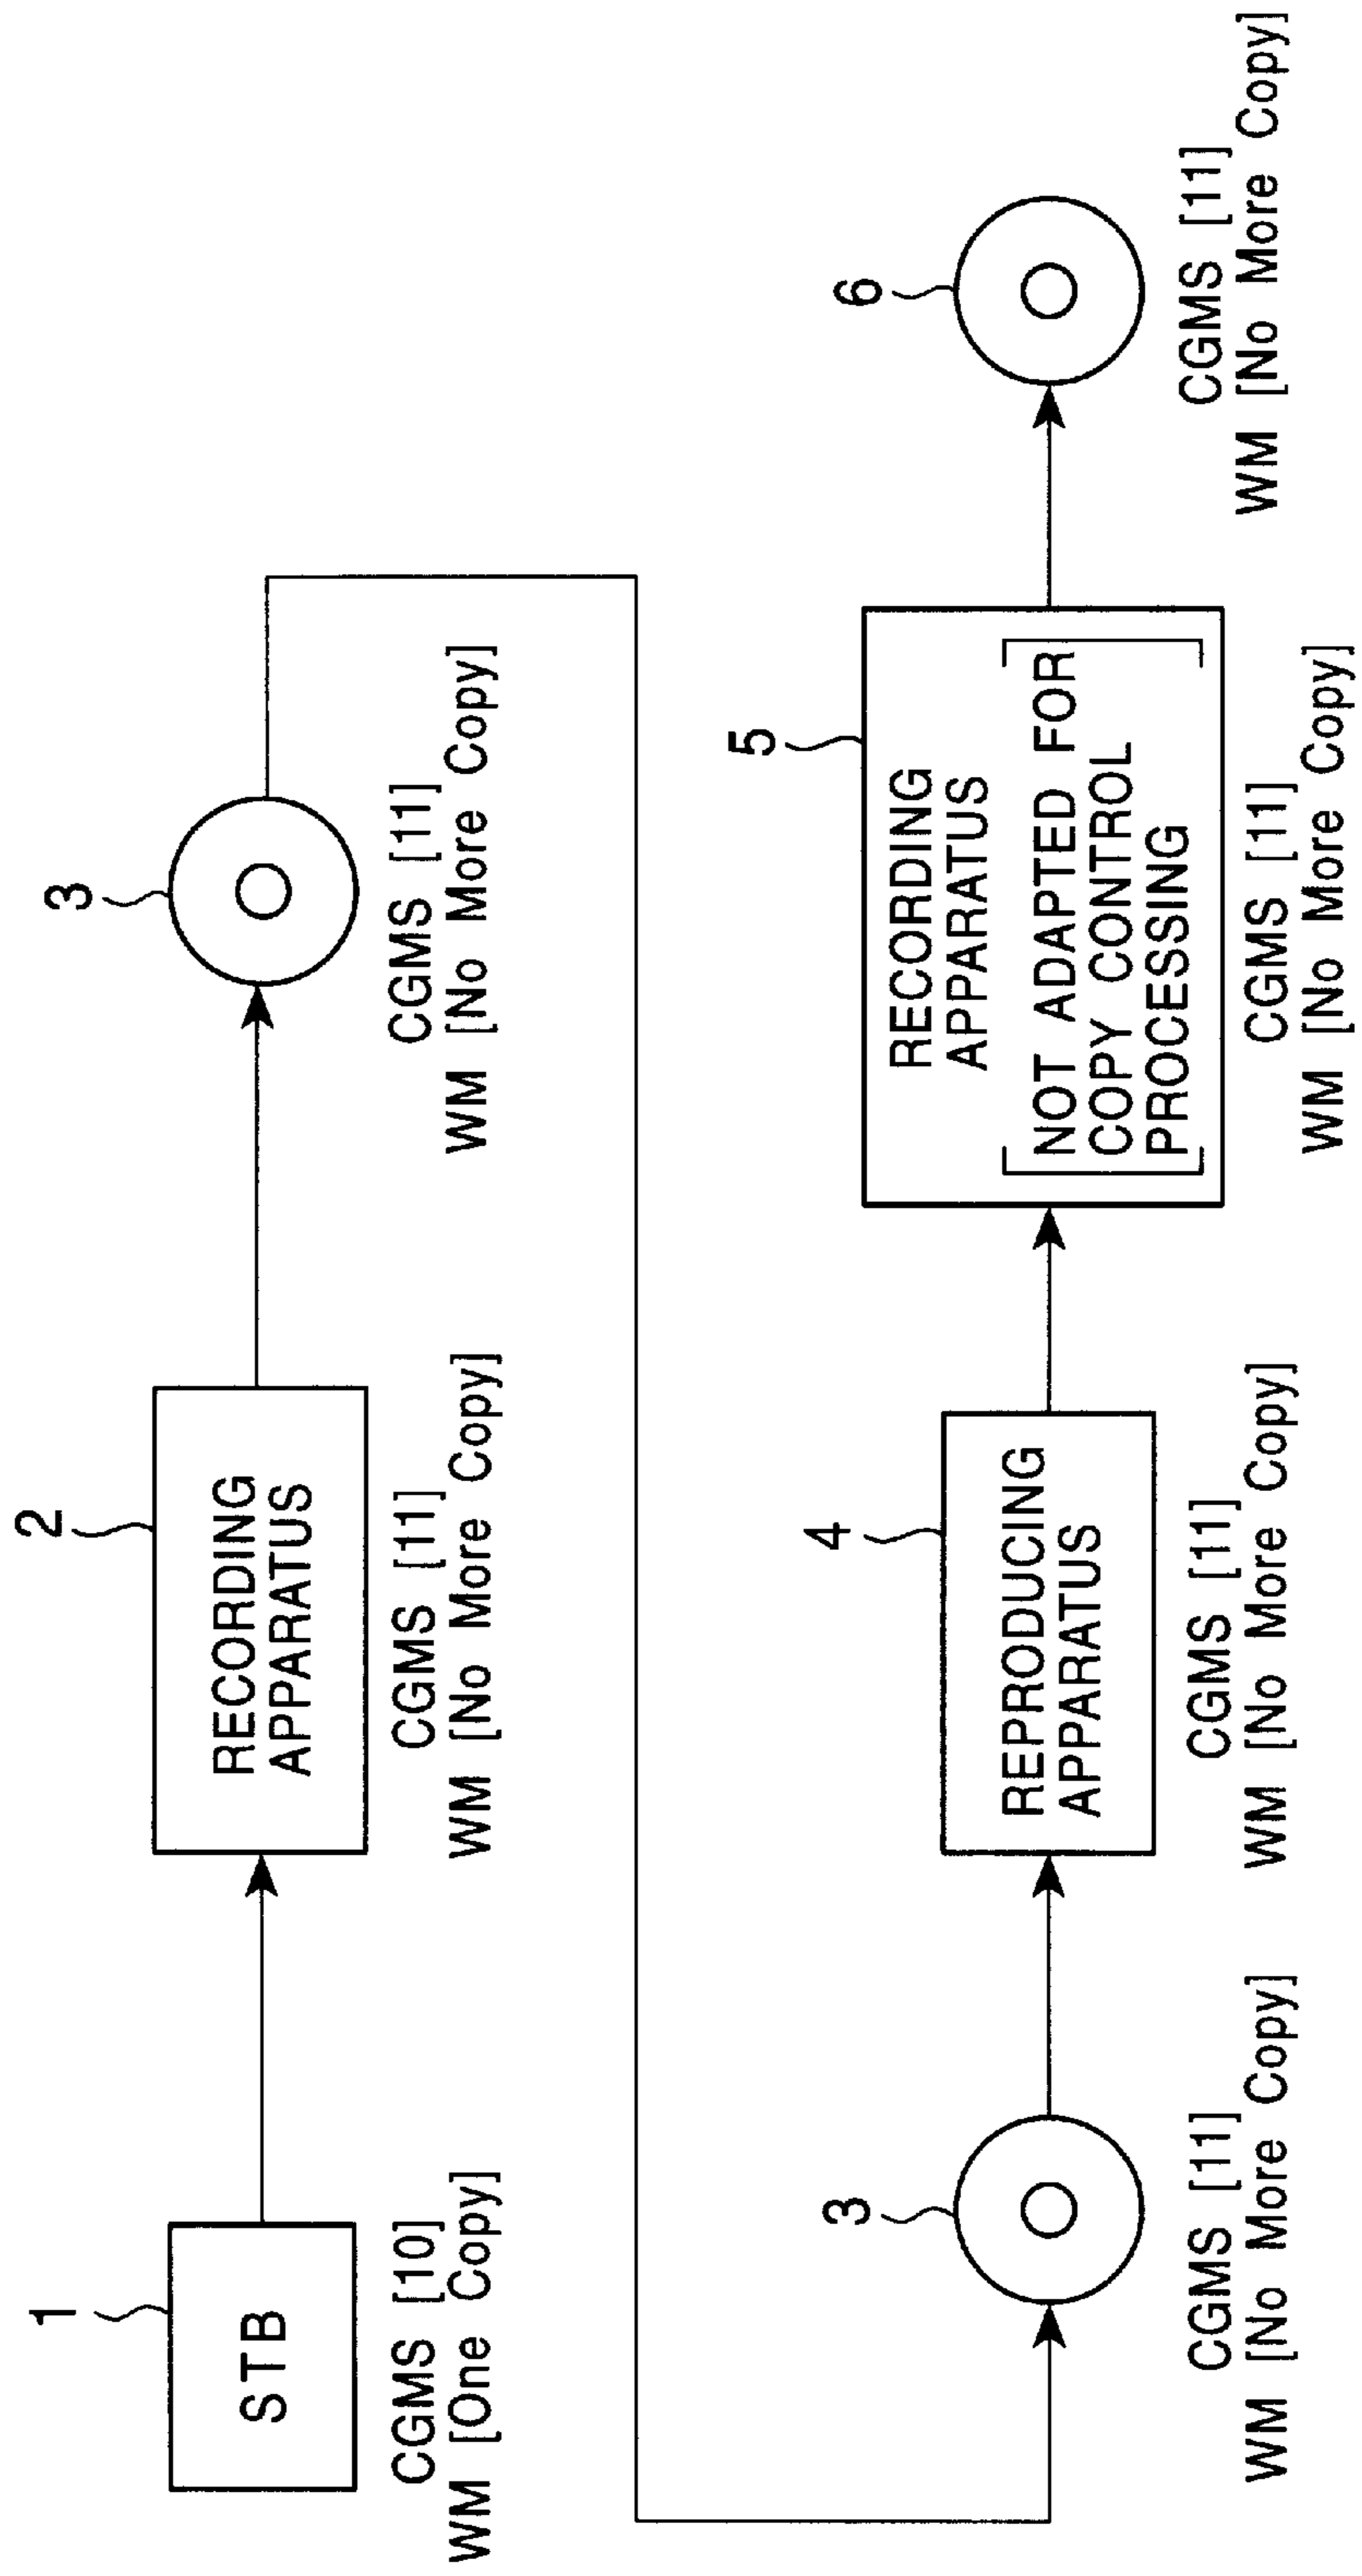 1
STB
CGMS [10]
WM [One Copy]
2
RECORDING
APPARATUS
CGMS [11]
WM [No More Copy]
3
CGMS [11]
WM [No More Copy]
3
CGMS [11]
WM [No More Copy]
4
REPRODUCING
APPARATUS
CGMS [11]
WM [No More Copy]
5
RECORDING
APPARATUS
[NOT ADAPTED FOR
COPY CONTROL
PROCESSING]
CGMS [11]
WM [No More Copy]
6
CGMS [11]
WM [No More Copy]